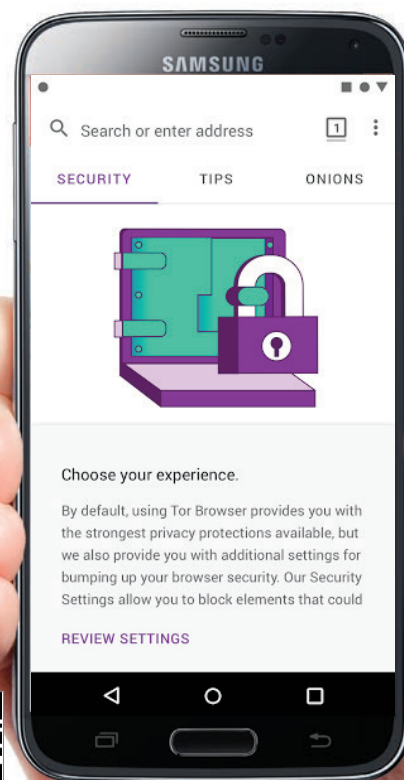 SAMSUNG
Search or enter address 1
SECURITY TIPS ONIONS
Choose your experience.
By default, using Tor Browser provides you with
the strongest privacy protections available, but
we also provide you with additional settings for
bumping up your browser security. Our Security
Settings allow you to block elements that could
REVIEW SETTINGS